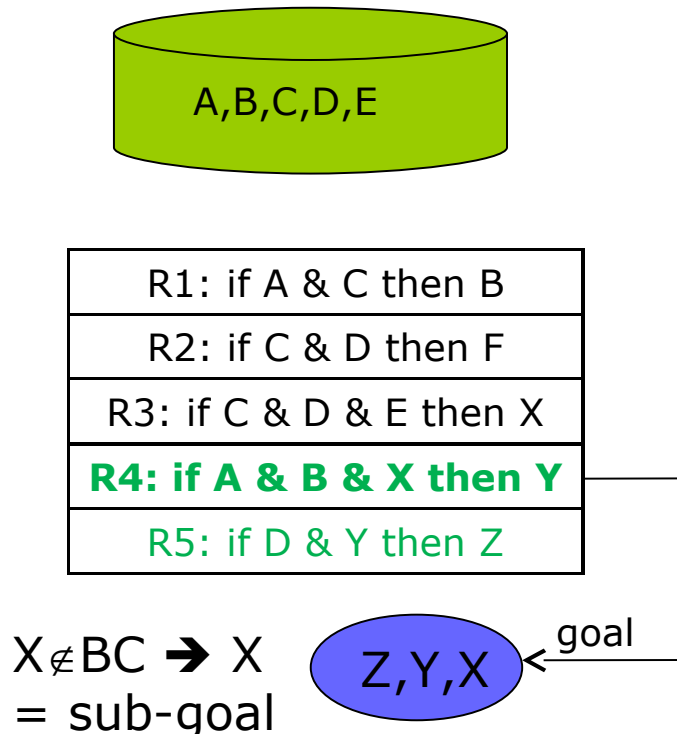 A,B,C,D,E
R1: if A & C then B
R2: if C & D then F
R3: if C & D & E then X
R4: if A & B & X then Y
R5: if D & Y then Z
X∉BC ➔ X
= sub-goal
Z,Y,X
goal